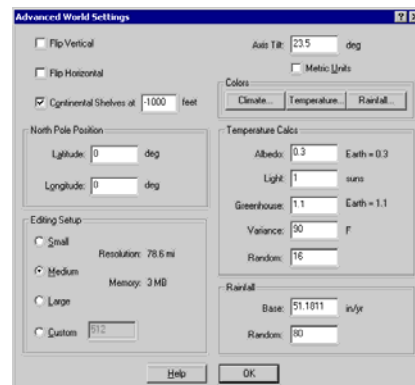 Advanced World Settings
Flip Vertical
Flip Horizontal
Continental Shelves at -1000 feet
North Pole Position
Latitude: 0 deg
Longitude: 0 deg
Editing Setup
Small
Resolution: 78.6 mi
Medium
Memory: 3 MB
Large
Custom 512
Axis Tilt: 23.5 deg
Metric Units
Colors
Climate... Temperature... Rainfall...
Temperature Calcs
Albedo: 0.3 Earth = 0.3
Light: 1 suns
Greenhouse: 1.1 Earth = 1.1
Variance: 90 F
Random: 16
Rainfall
Base: 51.1811 in/yr
Random: 80
Help OK